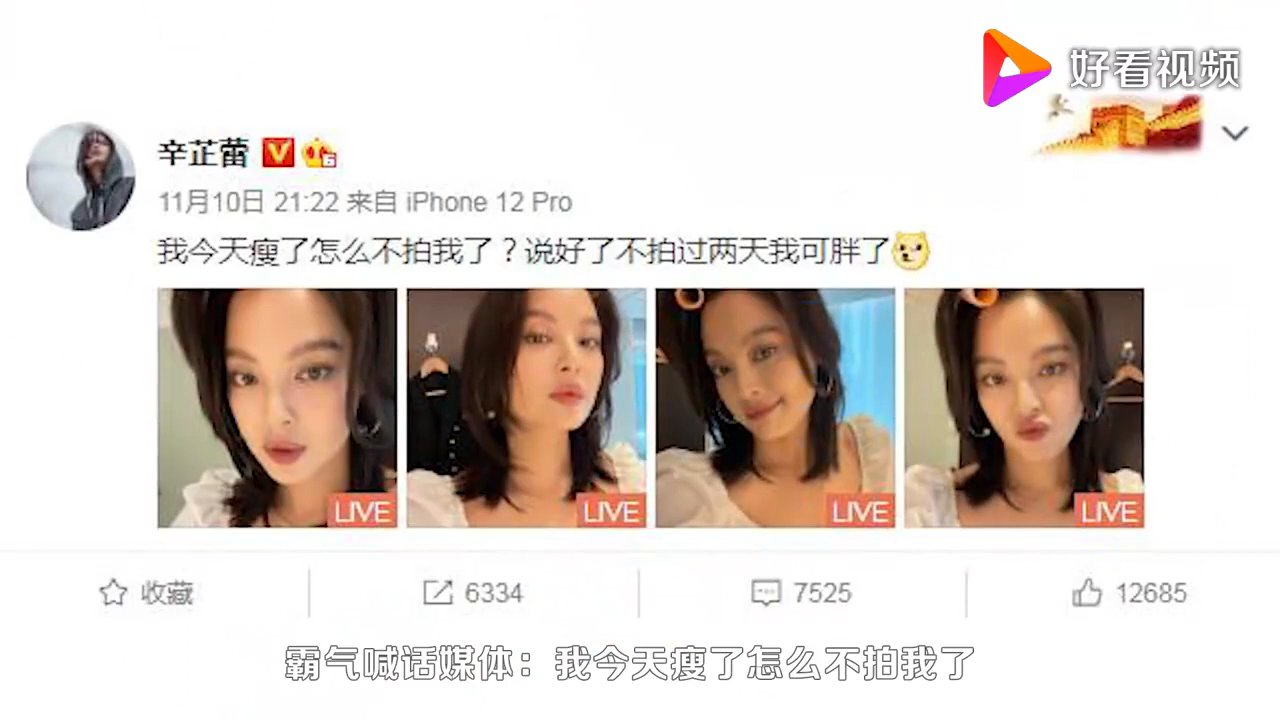 好看视频
辛芷蕾 V 6
11月10日 21:22 来自 iPhone 12 Pro
我今天瘦了怎么不拍我了？说好了不拍过两天我可胖了
LIVE LIVE LIVE LIVE
收藏 6334 7525 12685
霸气喊话媒体：我今天瘦了怎么不拍我了